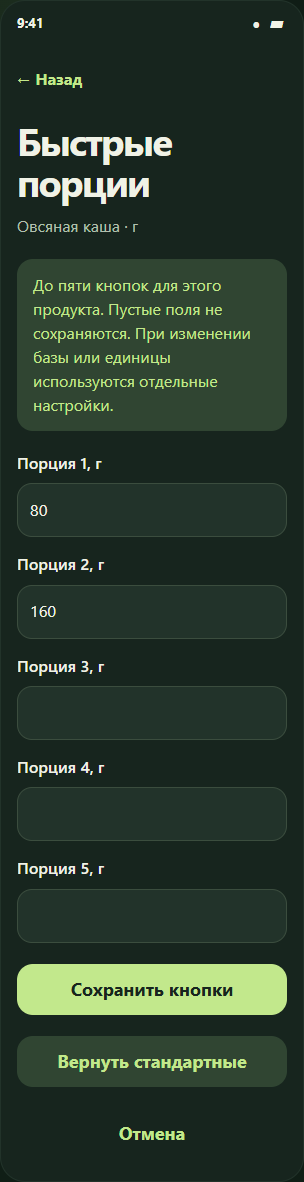 9:41
← Назад
Быстрые
порции
Овсяная каша · г
До пяти кнопок для этого
продукта. Пустые поля не
сохраняются. При изменении
базы или единицы
используются отдельные
настройки.
Порция 1, г
80
Порция 2, г
160
Порция 3, г
Порция 4, г
Порция 5, г
Сохранить кнопки
Вернуть стандартные
Отмена